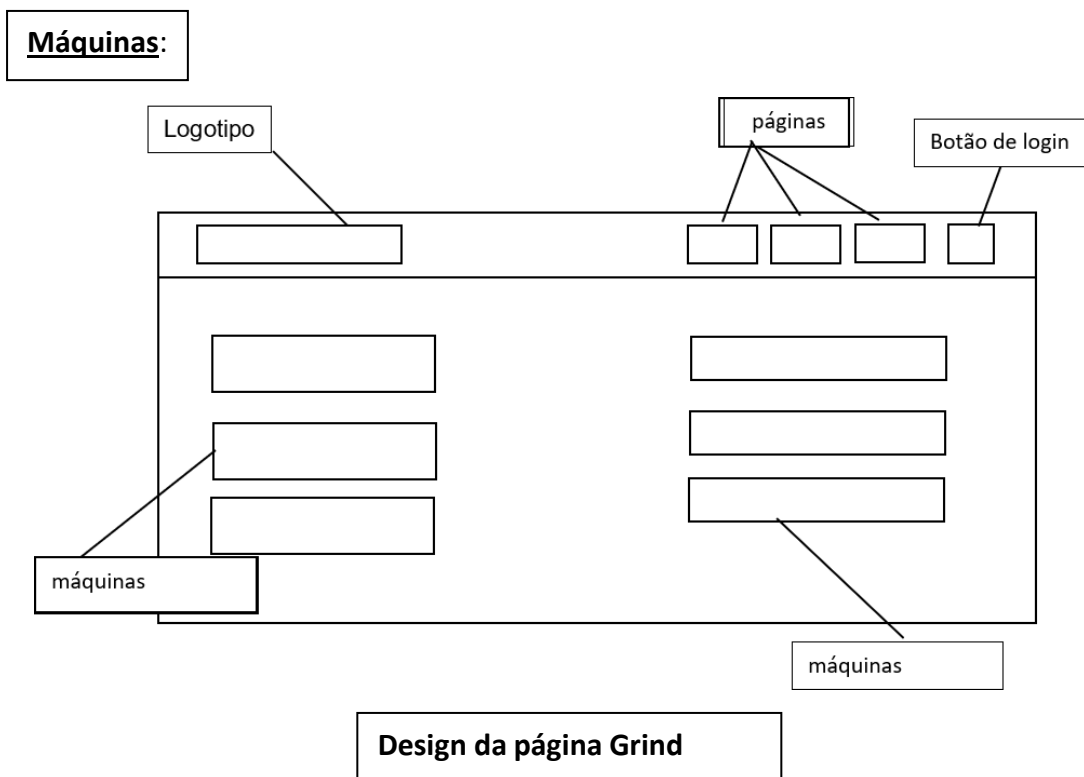 Máquinas:
Logotipo
páginas
Botão de login
máquinas
máquinas
Design da página Grind